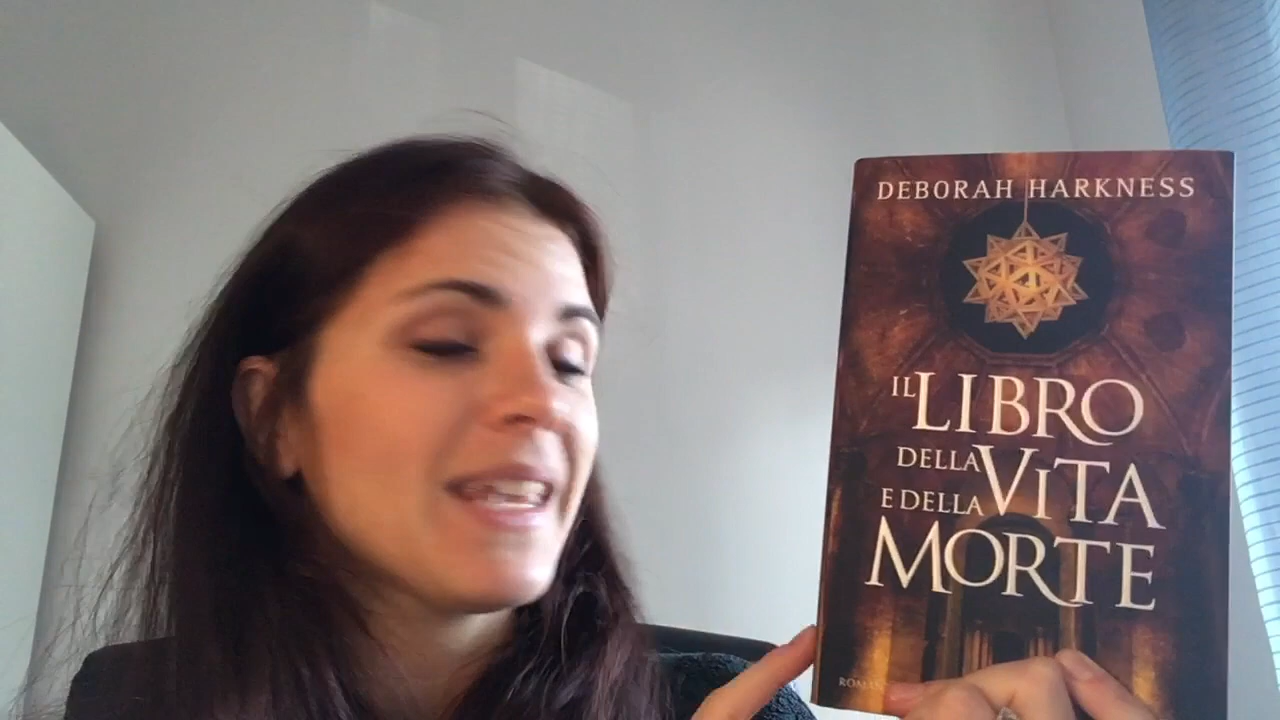 DEBORAH HARKNESS
IL LIBRO
DELLA VITA
E DELLA
MORTE